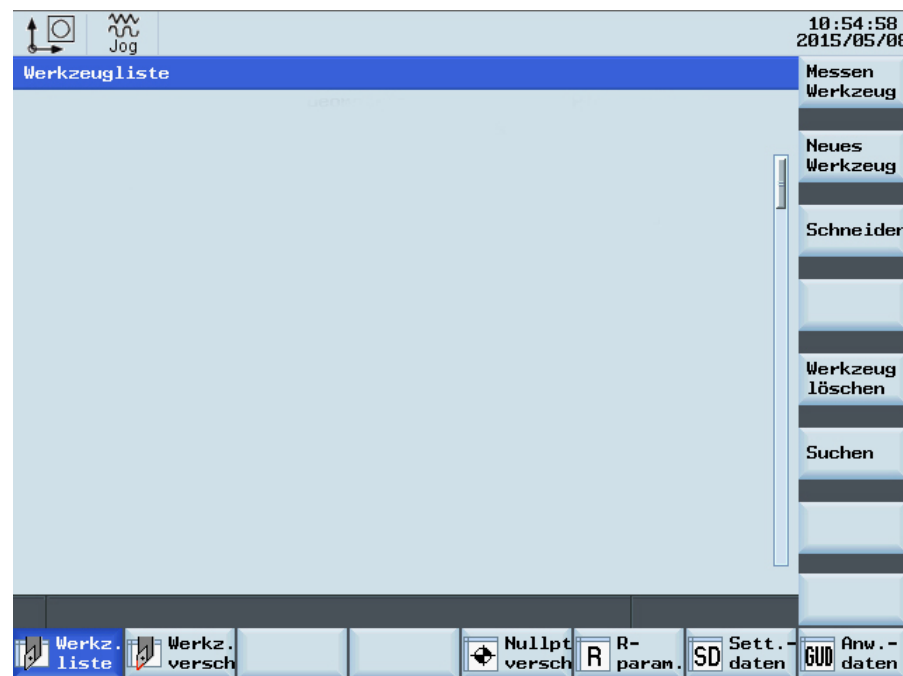 Jog
10:54:58
2015/05/08
Werkzeugliste
Messen
Werkzeug
Neues
Werkzeug
Schneiden
Werkzeug
löschen
Suchen
Werkz.
liste
Werkz.
versch
Nullpt
versch
R
R-
param.
SD
Sett.-
daten
GUD
Anw.-
daten